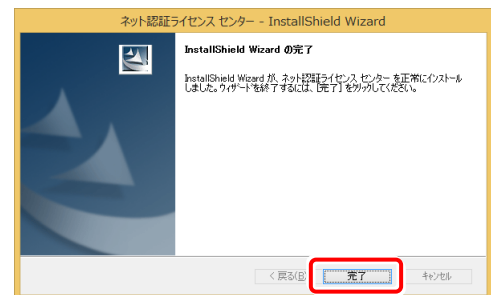 ネット認証ライセンス センター - InstallShield Wizard
InstallShield Wizard の完了
InstallShield Wizard が、ネット認証ライセンス センター を正常にインストール
しました。ウィザードを終了するには、[完了] をクリックしてください。
< 戻る(B)
完了
キャンセル